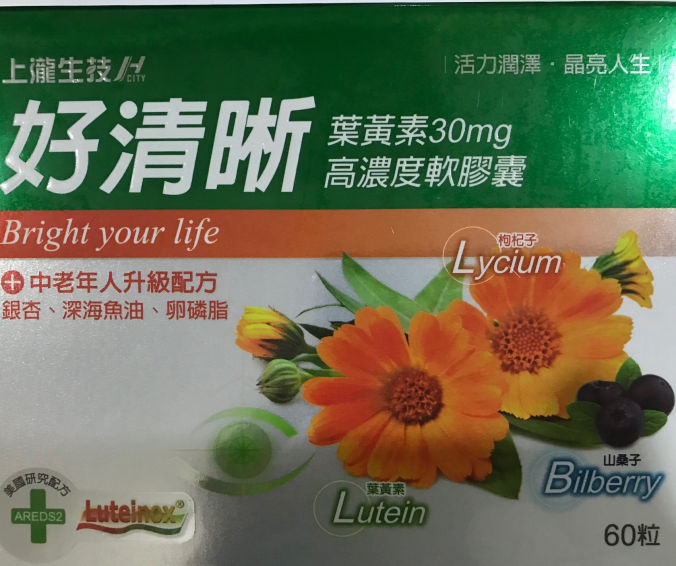 上瀧生技 H CITY
活力潤澤・晶亮人生
好清晰
葉黃素30mg
高濃度軟膠囊
Bright your life
中老年人升級配方
銀杏、深海魚油、卵磷脂
枸杞子
Lycium
山桑子
Bilberry
葉黃素
Lutein
美國研究配方
AREDS2
Luteinox®
60粒